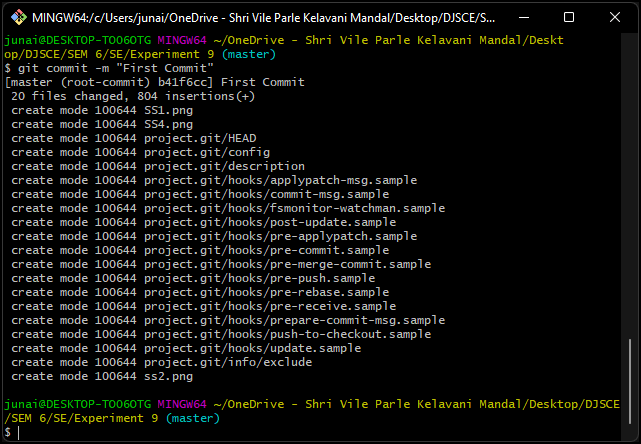 MINGW64:/c/Users/junai/OneDrive - Shri Vile Parle Kelavani Mandal/Desktop/DJSCE/S...
junai@DESKTOP-TOO6OTG MINGW64 ~/OneDrive - Shri Vile Parle Kelavani Mandal/Deskt
op/DJSCE/SEM 6/SE/Experiment 9 (master)
$ git commit -m "First Commit"
[master (root-commit) b41f6cc] First Commit
 20 files changed, 804 insertions(+)
 create mode 100644 SS1.png
 create mode 100644 SS4.png
 create mode 100644 project.git/HEAD
 create mode 100644 project.git/config
 create mode 100644 project.git/description
 create mode 100644 project.git/hooks/applypatch-msg.sample
 create mode 100644 project.git/hooks/commit-msg.sample
 create mode 100644 project.git/hooks/fsmonitor-watchman.sample
 create mode 100644 project.git/hooks/post-update.sample
 create mode 100644 project.git/hooks/pre-applypatch.sample
 create mode 100644 project.git/hooks/pre-commit.sample
 create mode 100644 project.git/hooks/pre-merge-commit.sample
 create mode 100644 project.git/hooks/pre-push.sample
 create mode 100644 project.git/hooks/pre-rebase.sample
 create mode 100644 project.git/hooks/pre-receive.sample
 create mode 100644 project.git/hooks/prepare-commit-msg.sample
 create mode 100644 project.git/hooks/push-to-checkout.sample
 create mode 100644 project.git/hooks/update.sample
 create mode 100644 project.git/info/exclude
 create mode 100644 ss2.png
junai@DESKTOP-TOO6OTG MINGW64 ~/OneDrive - Shri Vile Parle Kelavani Mandal/Desktop/DJSCE
/SEM 6/SE/Experiment 9 (master)
$